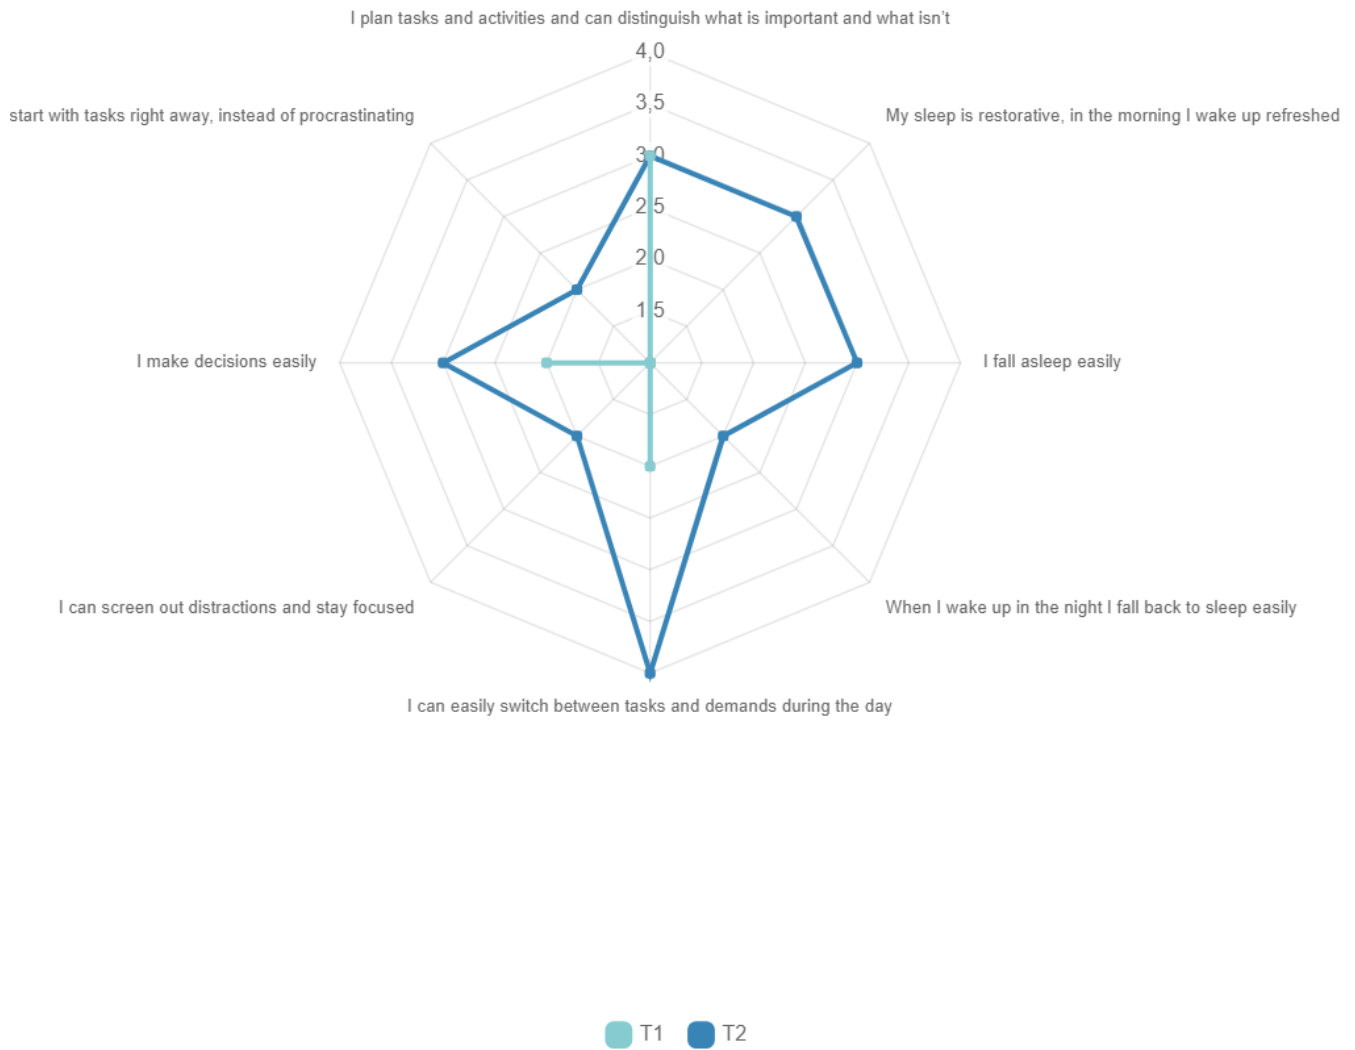 I plan tasks and activities and can distinguish what is important and what isn't
4,0
3,5
start with tasks right away, instead of procrastinating
My sleep is restorative, in the morning I wake up refreshed
3,0
2,5
2,0
1,5
I make decisions easily
I fall asleep easily
I can screen out distractions and stay focused
When I wake up in the night I fall back to sleep easily
I can easily switch between tasks and demands during the day
T1 T2